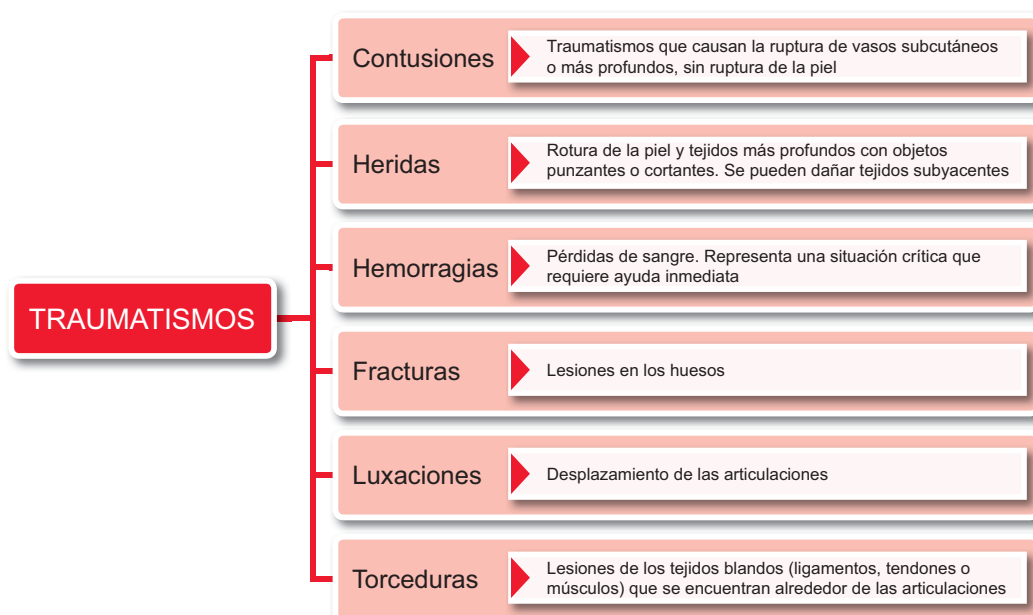 TRAUMATISMOS
Contusiones
Traumatismos que causan la ruptura de vasos subcutáneos
o más profundos, sin ruptura de la piel
Heridas
Rotura de la piel y tejidos más profundos con objetos
punzantes o cortantes. Se pueden dañar tejidos subyacentes
Hemorragias
Pérdidas de sangre. Representa una situación crítica que
requiere ayuda inmediata
Fracturas
Lesiones en los huesos
Luxaciones
Desplazamiento de las articulaciones
Torceduras
Lesiones de los tejidos blandos (ligamentos, tendones o
músculos) que se encuentran alrededor de las articulaciones